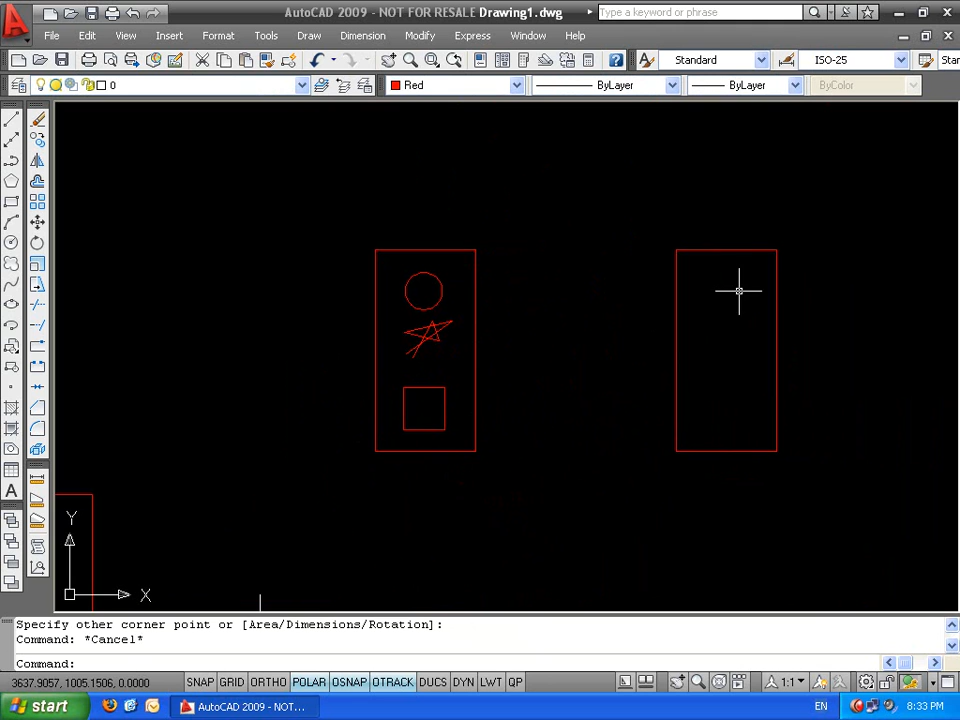 AutoCAD 2009 - NOT FOR RESALE Drawing1.dwg
Type a keyword or phrase
File Edit View Insert Format Tools Draw Dimension Modify Express Window Help
Standard ISO-25 Stan
0 Red ByLayer ByLayer ByColor
A
Y
X
Specify other corner point or [Area/Dimensions/Rotation]:
Command: *Cancel*
Command:
3637.9057, 1005.1506, 0.0000 SNAP GRID ORTHO POLAR OSNAP OTRACK DUCS DYN LWT QP 1:1
start AutoCAD 2009 - NOT... EN 8:33 PM